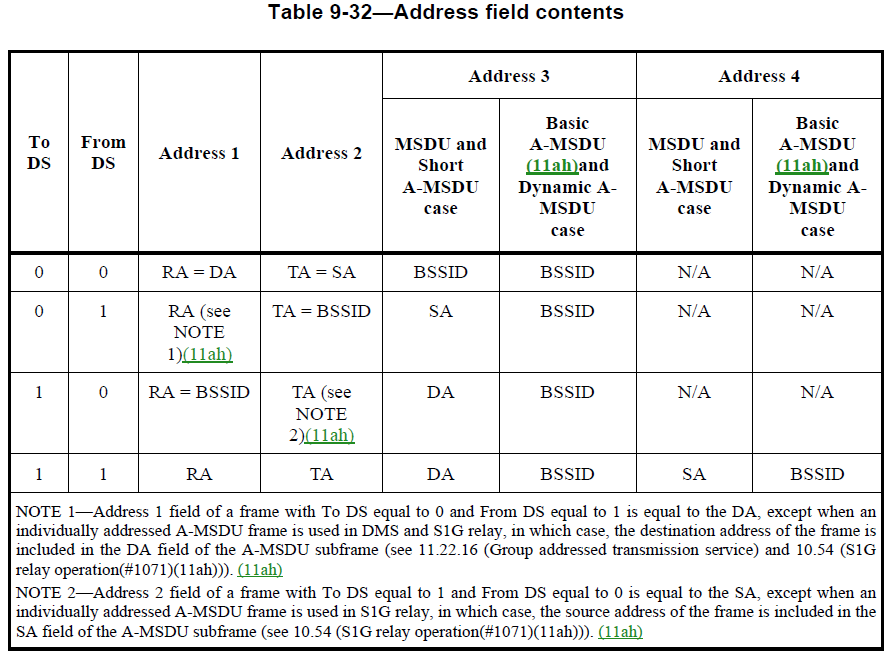 Table 9-32—Address field contents
To DS
From DS
Address 1
Address 2
Address 3
Address 4
MSDU and Short A-MSDU case
Basic A-MSDU (11ah)and Dynamic A-MSDU case
MSDU and Short A-MSDU case
Basic A-MSDU (11ah)and Dynamic A-MSDU case
0 0 RA = DA TA = SA BSSID BSSID N/A N/A
0 1 RA (see NOTE 1)(11ah) TA = BSSID SA BSSID N/A N/A
1 0 RA = BSSID TA (see NOTE 2)(11ah) DA BSSID N/A N/A
1 1 RA TA DA BSSID SA BSSID
NOTE 1—Address 1 field of a frame with To DS equal to 0 and From DS equal to 1 is equal to the DA, except when an
individually addressed A-MSDU frame is used in DMS and S1G relay, in which case, the destination address of the frame is
included in the DA field of the A-MSDU subframe (see 11.22.16 (Group addressed transmission service) and 10.54 (S1G
relay operation(#1071)(11ah))). (11ah)
NOTE 2—Address 2 field of a frame with To DS equal to 1 and From DS equal to 0 is equal to the SA, except when an
individually addressed A-MSDU frame is used in S1G relay, in which case, the source address of the frame is included in the
SA field of the A-MSDU subframe (see 10.54 (S1G relay operation(#1071)(11ah))). (11ah)